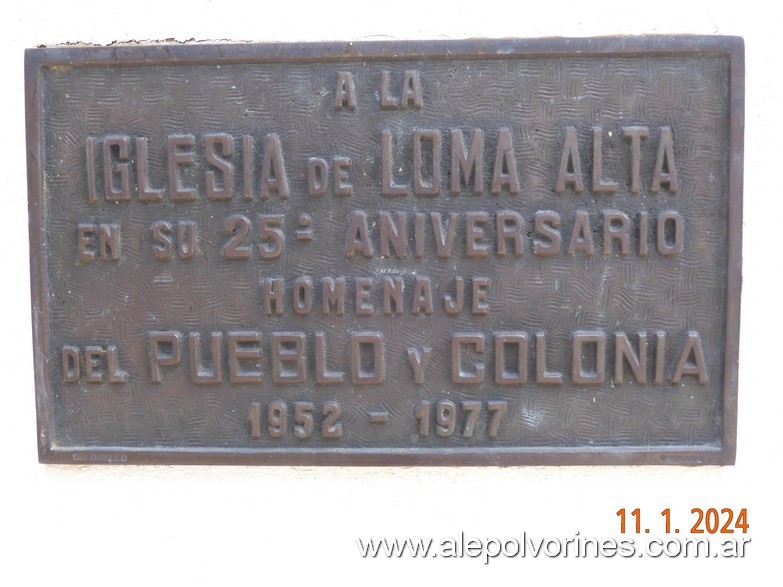 A LA
IGLESIA DE LOMA ALTA
EN SU 25º ANIVERSARIO
HOMENAJE
DEL PUEBLO Y COLONIA
1952 - 1977
11. 1. 2024
www.alepolvorines.com.ar